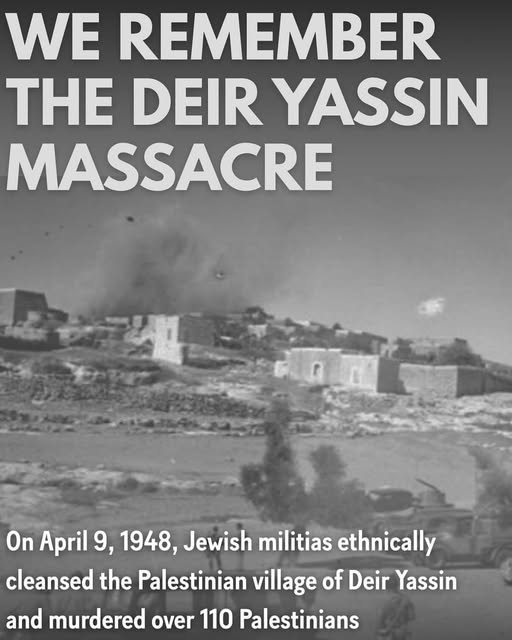 WE REMEMBER
THE DEIR YASSIN
MASSACRE
On April 9, 1948, Jewish militias ethnically
cleansed the Palestinian village of Deir Yassin
and murdered over 110 Palestinians